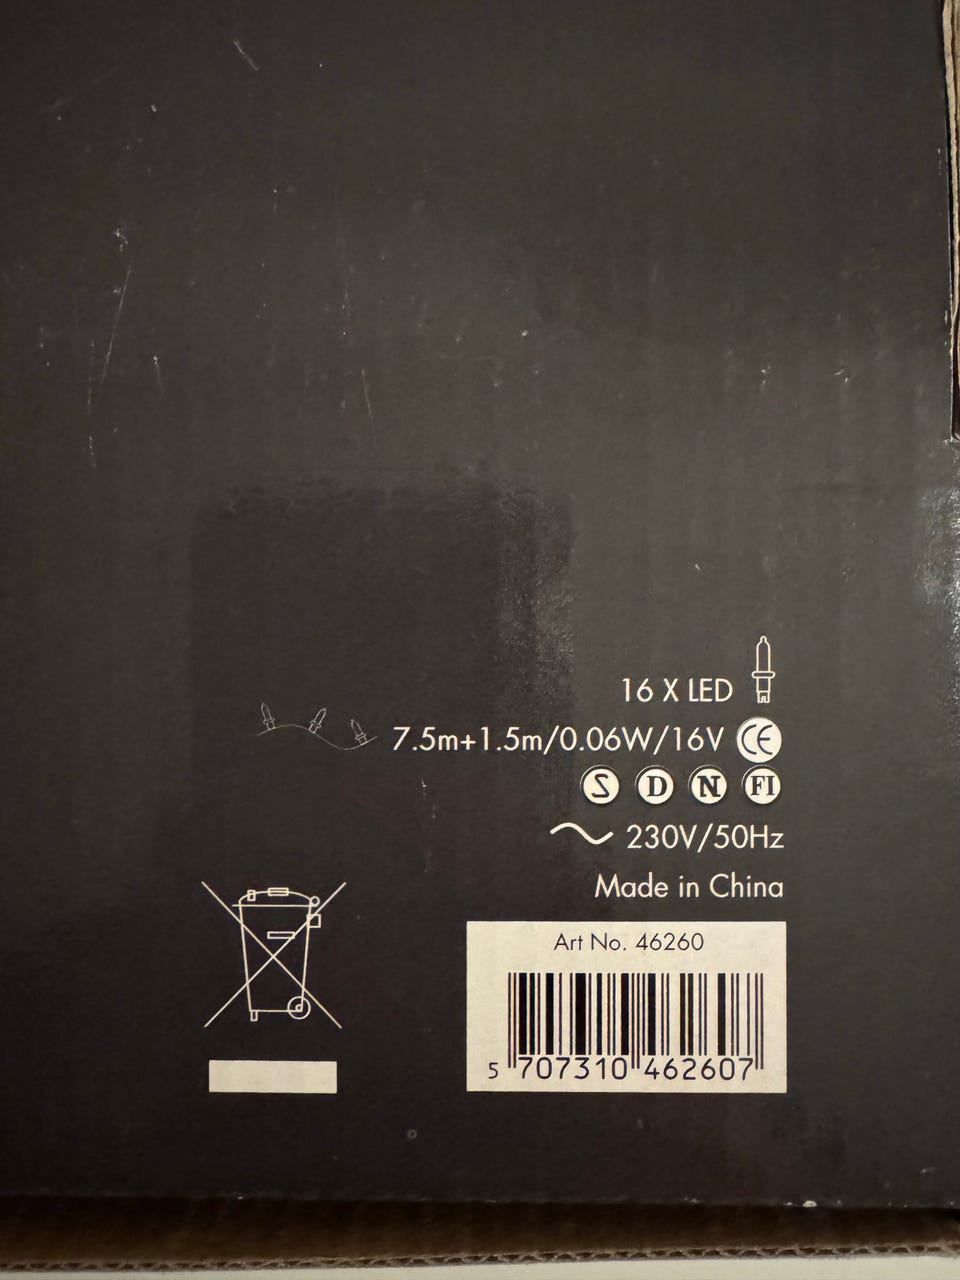 16 X LED
7.5m+1.5m/0.06W/16V CE
S D N FI
~ 230V/50Hz
Made in China
Art No. 46260
5 707310 462607